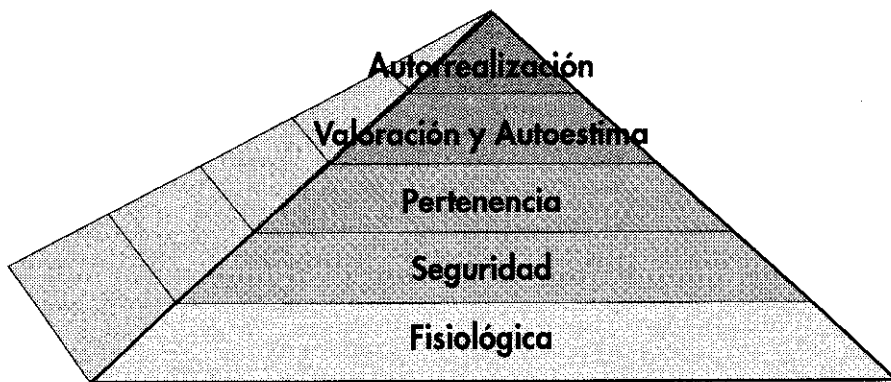 Autorrealización
Valoración y Autoestima
Pertenencia
Seguridad
Fisiológica